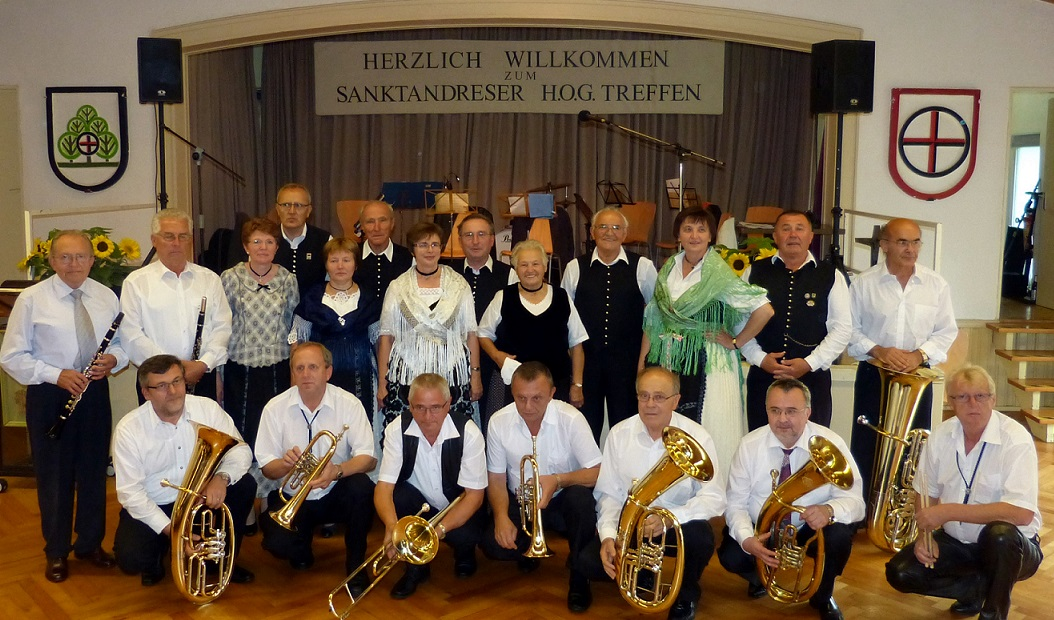 HERZLICH WILLKOMMEN
ZUM
SANKTANDRESER H.O.G. TREFFEN